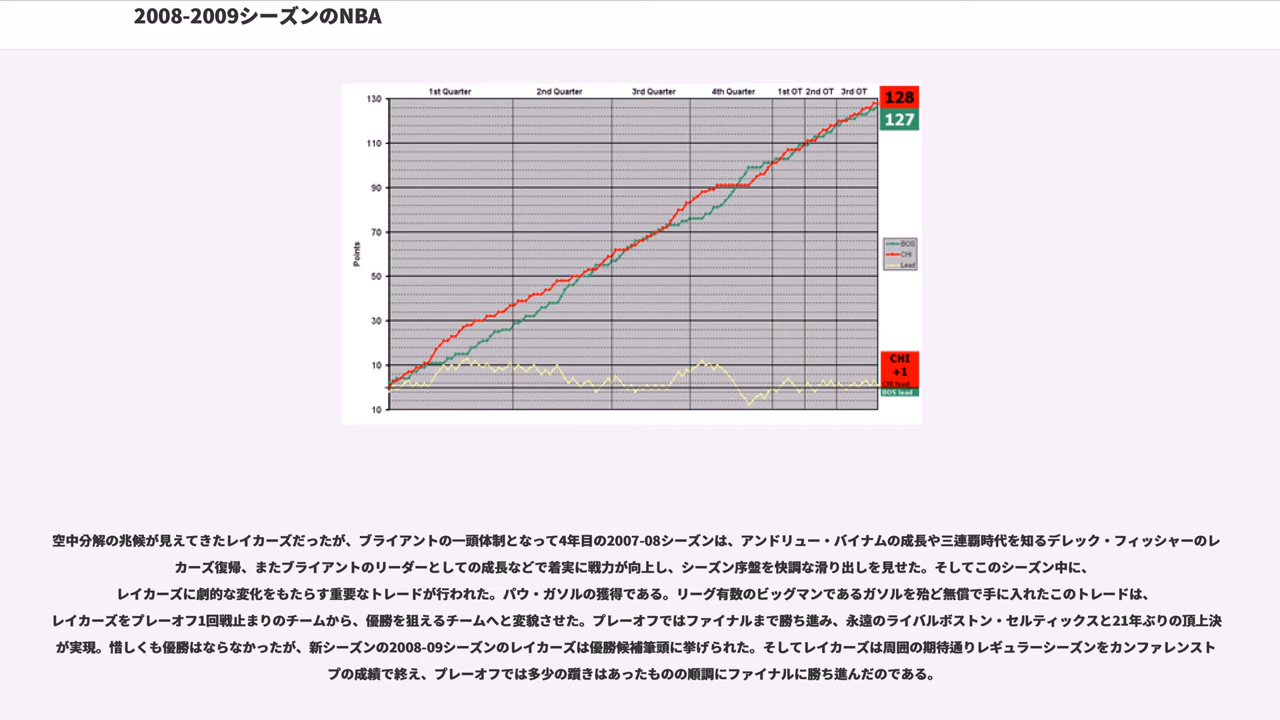 2008-2009シーズンのNBA
1st Quarter 2nd Quarter 3rd Quarter 4th Quarter 1st OT 2nd OT 3rd OT
130
110
90
70
50
30
10
10
Points
128
127
BOS
CHI
Lead
CHI
+1
CHI lead
BOS lead
空中分解の兆候が見えてきたレイカーズだったが、ブライアントの一頭体制となって4年目の2007-08シーズンは、アンドリュー・バイナムの成長や三連覇時代を知るデレック・フィッシャーのレ
カーズ復帰、またブライアントのリーダーとしての成長などで着実に戦力が向上し、シーズン序盤を快調な滑り出しを見せた。そしてこのシーズン中に、
レイカーズに劇的な変化をもたらす重要なトレードが行われた。パウ・ガソルの獲得である。リーグ有数のビッグマンであるガソルを殆ど無償で手に入れたこのトレードは、
レイカーズをプレーオフ1回戦止まりのチームから、優勝を狙えるチームへと変貌させた。プレーオフではファイナルまで勝ち進み、永遠のライバルボストン・セルティックスと21年ぶりの頂上決
が実現。惜しくも優勝はならなかったが、新シーズンの2008-09シーズンのレイカーズは優勝候補筆頭に挙げられた。そしてレイカーズは周囲の期待通りレギュラーシーズンをカンファレンスト
プの成績で終え、プレーオフでは多少の躓きはあったものの順調にファイナルに勝ち進んだのである。